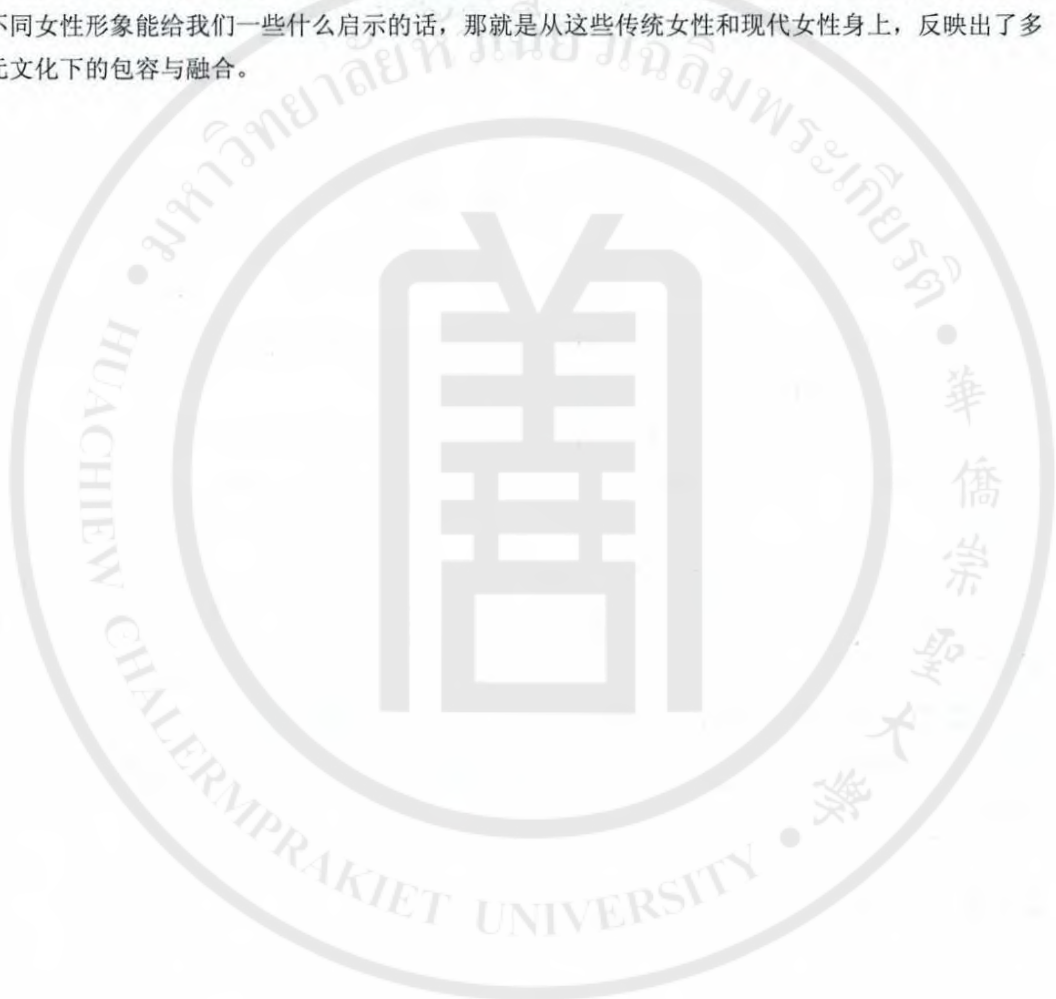 不同女性形象能给我们一些什么启示的话，那就是从这些传统女性和现代女性身上，反映出了多
元文化下的包容与融合。
มหาวิทยาลัยหัวเฉียวเฉลิมพระเกียรติ
華僑崇聖大學
HUACHIEW CHALERMPRAKIET UNIVERSITY